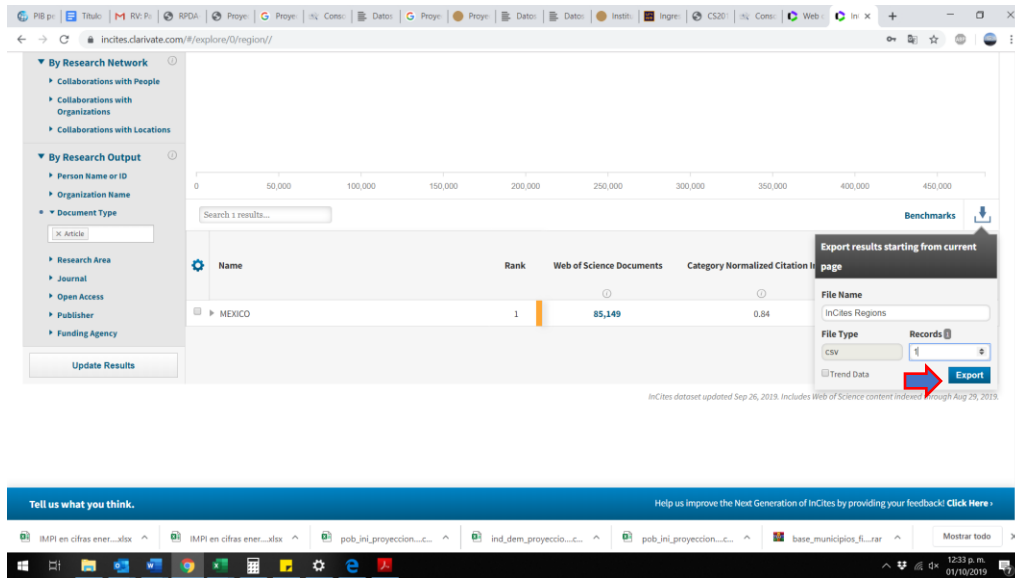 PIB po
Título
RV: Po
RPDA
Proye
Proye
Consc
Datos
Proye
Proye
Datos
Datos
Institu
Ingre
CS201
Consc
Web o
In
incites.clarivate.com/#/explore/0/region//
By Research Network
Collaborations with People
Collaborations with
Organizations
Collaborations with Locations
By Research Output
Person Name or ID
Organization Name
Document Type
× Article
Research Area
Journal
Open Access
Publisher
Funding Agency
Update Results
0 50,000 100,000 150,000 200,000 250,000 300,000 350,000 400,000 450,000
Search 1 results...
Benchmarks
Name Rank Web of Science Documents Category Normalized Citation I
MEXICO 1 85,149 0.84
Export results starting from current
page
File Name
InCites Regions
File Type Records
csv 1
Trend Data Export
InCites dataset updated Sep 26, 2019. Includes Web of Science content indexed through Aug 29, 2019.
Tell us what you think. Help us improve the Next Generation of InCites by providing your feedback! Click Here ›
IMPI en cifras ener....xlsx
IMPI en cifras ener....xlsx
pob_ini_proyeccion....c...
ind_dem_proyeccio....c...
pob_ini_proyeccion....c...
base_municipios_fi....rar
Mostrar todo
12:33 p. m.
01/10/2019